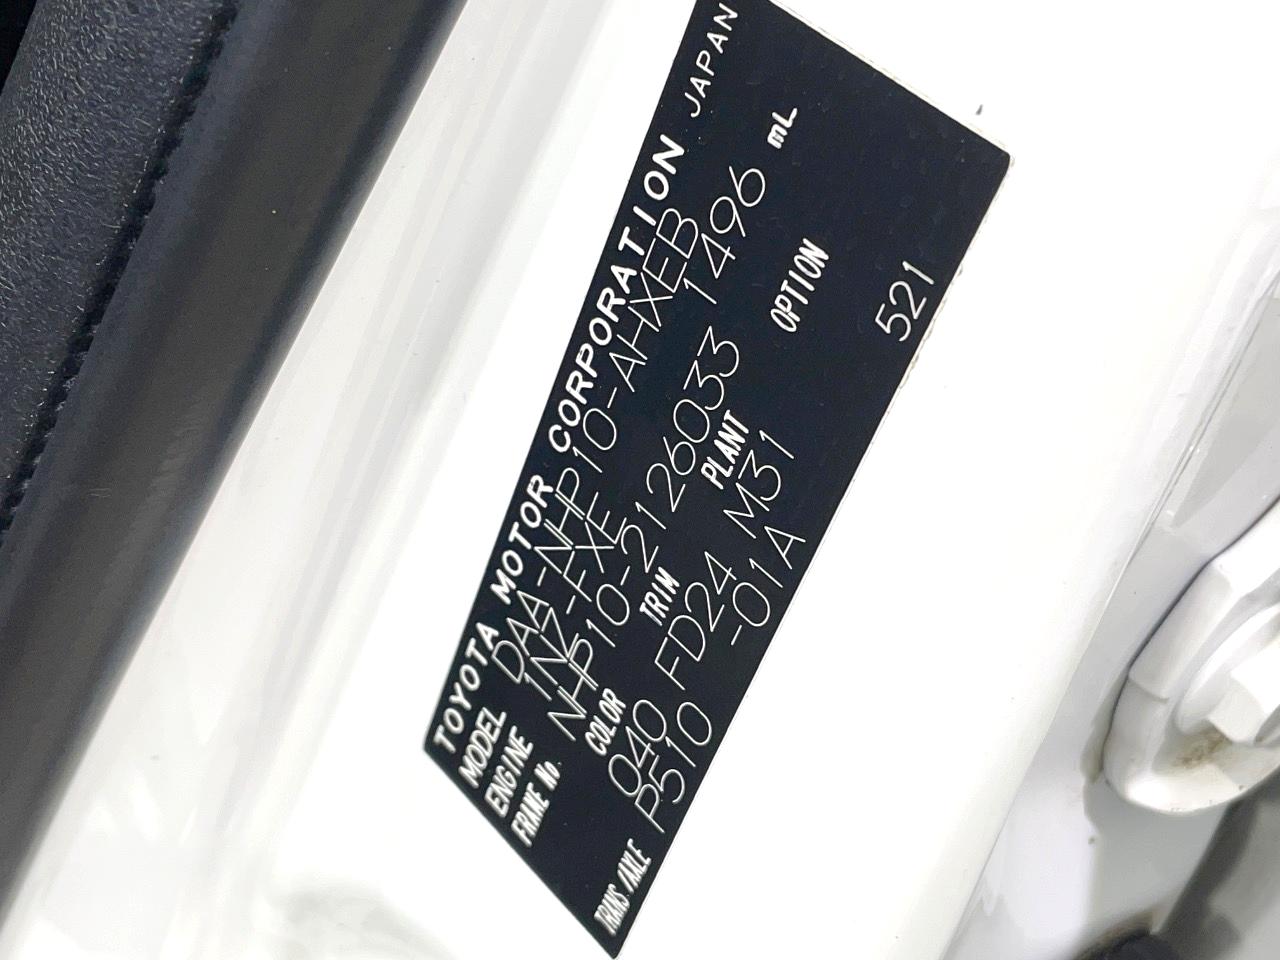 TOYOTA MOTOR CORPORATION JAPAN
MODEL DAA-NHP10-AHXEB
ENGINE 1NZ-FXE 1496 mL
FRAME No. NHP10-2126033
COLOR TRIM PLANT OPTION
040 FD24 M31
TRANS./AXLE P510 -01A 521